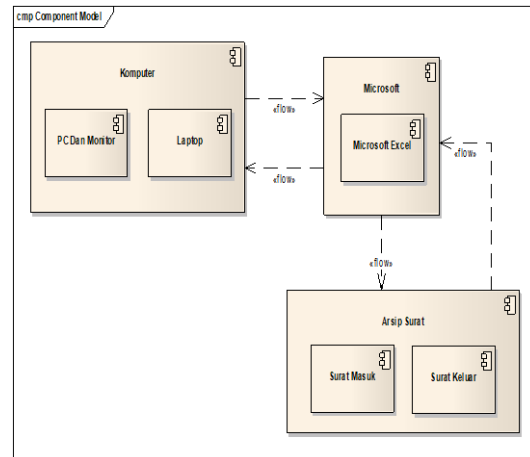 cmp Component Model
Komputer
PC Dan Monitor
Laptop
«flow»
«flow»
Microsoft
Microsoft Excel
«flow»
«flow»
Arsip Surat
Surat Masuk
Surat Keluar